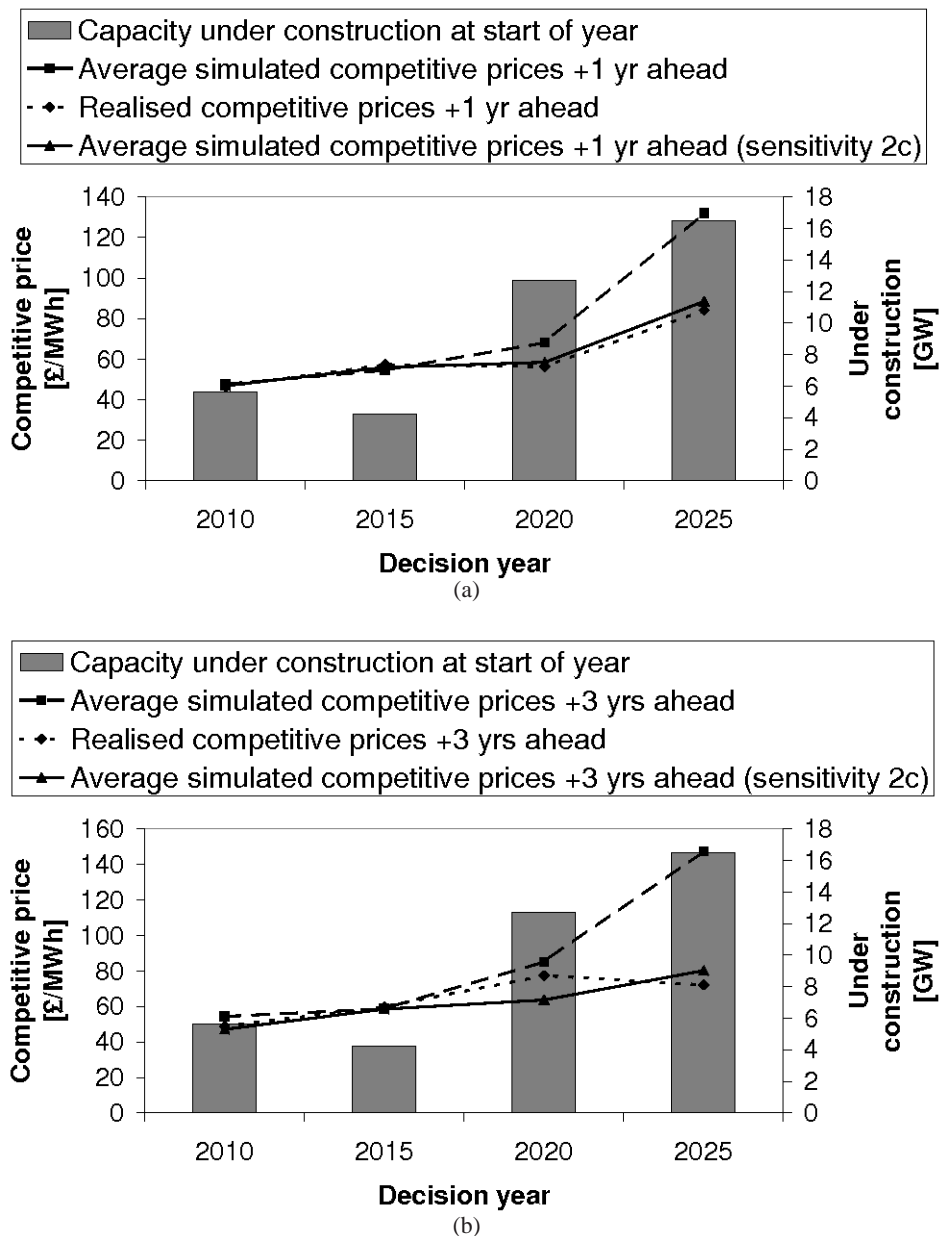 Capacity under construction at start of year
Average simulated competitive prices +1 yr ahead
Realised competitive prices +1 yr ahead
Average simulated competitive prices +1 yr ahead (sensitivity 2c)
140
120
100
80
60
40
20
0
Competitive price
[£/MWh]
18
16
14
12
10
8
6
4
2
0
Under
construction
[GW]
2010 2015 2020 2025
Decision year
(a)
Capacity under construction at start of year
Average simulated competitive prices +3 yrs ahead
Realised competitive prices +3 yrs ahead
Average simulated competitive prices +3 yrs ahead (sensitivity 2c)
160
140
120
100
80
60
40
20
0
Competitive price
[£/MWh]
18
16
14
12
10
8
6
4
2
0
Under
construction
[GW]
2010 2015 2020 2025
Decision year
(b)